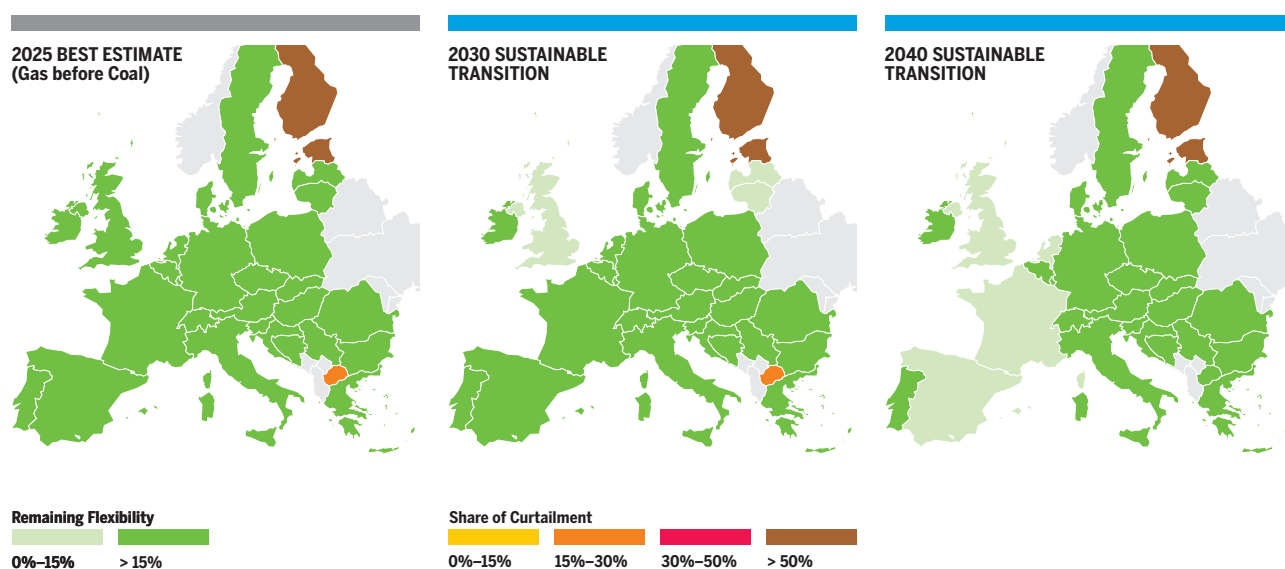 2025 BEST ESTIMATE
(Gas before Coal)
2030 SUSTAINABLE
TRANSITION
2040 SUSTAINABLE
TRANSITION
Remaining Flexibility
0%–15%
> 15%
Share of Curtailment
0%–15%
15%–30%
30%–50%
> 50%